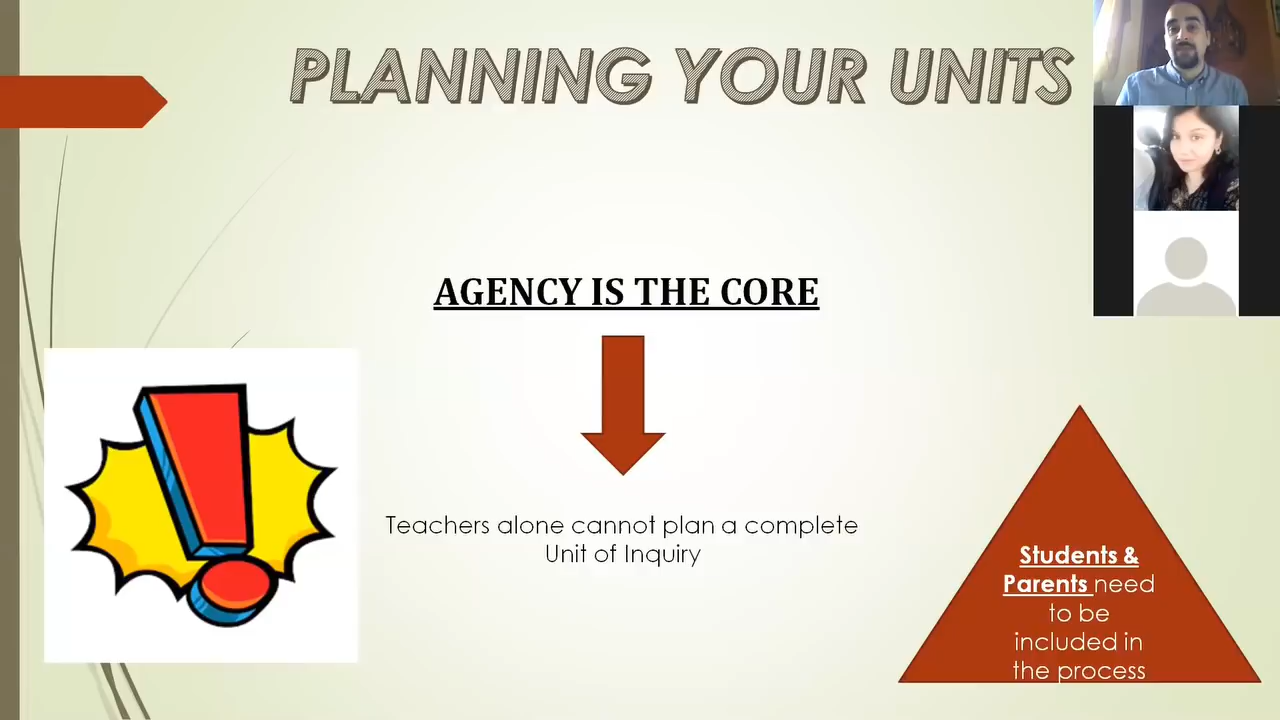 PLANNING YOUR UNITS
AGENCY IS THE CORE
Teachers alone cannot plan a complete
Unit of Inquiry
Students &
Parents need
to be
included in
the process